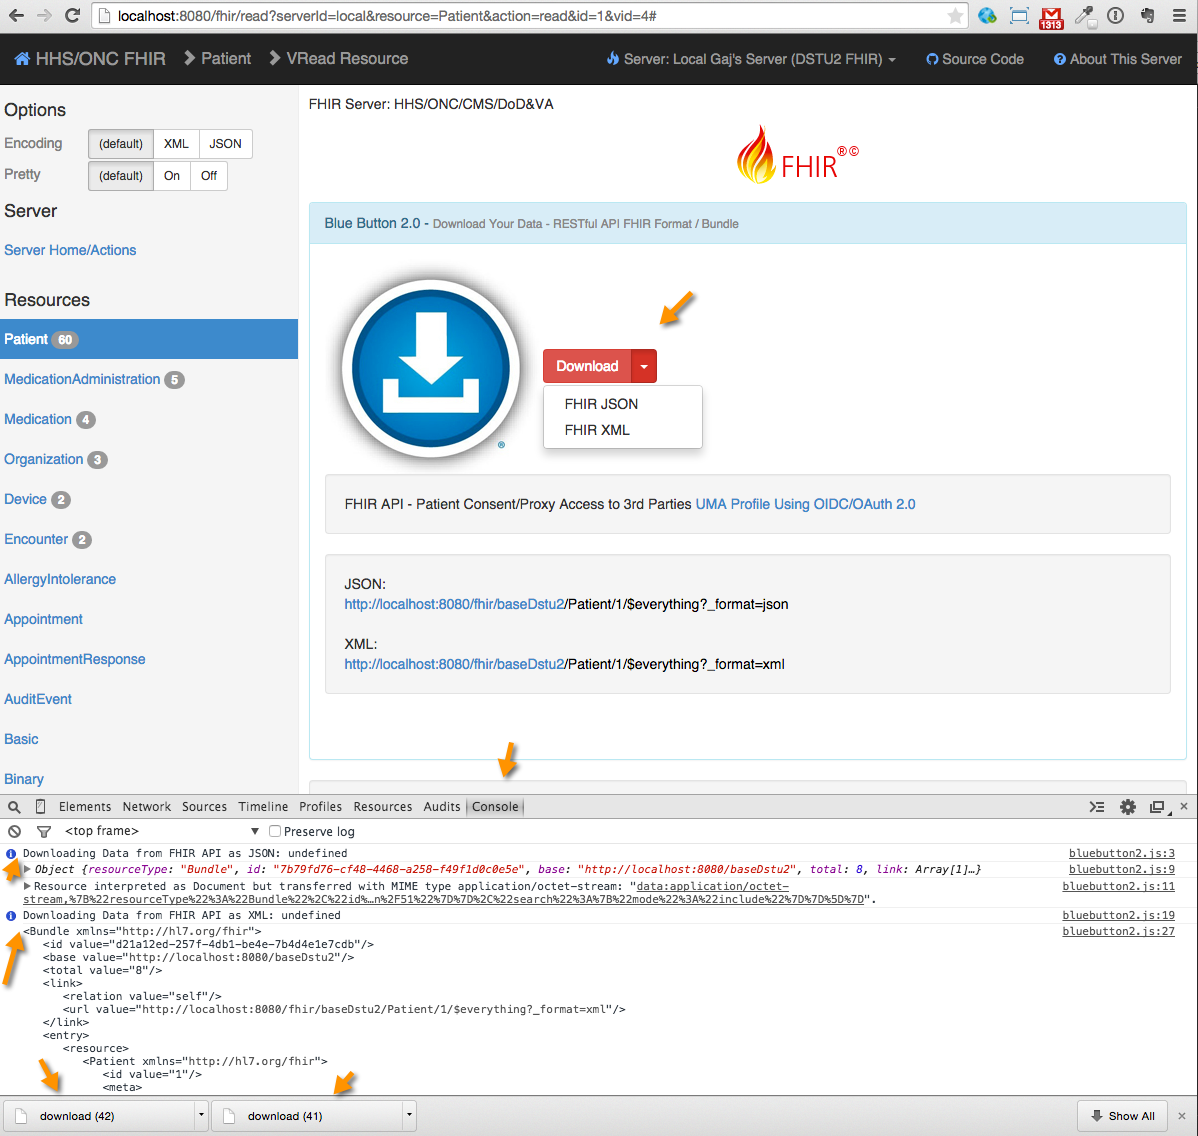 localhost:8080/fhir/read?serverId=local&resource=Patient&action=read&id=1&vid=4#
1313
HHS/ONC FHIR
Patient
VRead Resource
Server: Local Gaj's Server (DSTU2 FHIR)
Source Code
About This Server
Options
Encoding (default) XML JSON
Pretty (default) On Off
Server
Server Home/Actions
Resources
Patient 60
MedicationAdministration 5
Medication 4
Organization 3
Device 2
Encounter 2
AllergyIntolerance
Appointment
AppointmentResponse
AuditEvent
Basic
Binary
FHIR Server: HHS/ONC/CMS/DoD&VA
FHIR®©
Blue Button 2.0 - Download Your Data - RESTful API FHIR Format / Bundle
®
Download
FHIR JSON
FHIR XML
FHIR API - Patient Consent/Proxy Access to 3rd Parties UMA Profile Using OIDC/OAuth 2.0
JSON:
http://localhost:8080/fhir/baseDstu2/Patient/1/$everything?_format=json
XML:
http://localhost:8080/fhir/baseDstu2/Patient/1/$everything?_format=xml
Elements Network Sources Timeline Profiles Resources Audits Console
<top frame> Preserve log
Downloading Data from FHIR API as JSON: undefined bluebutton2.js:3
Object {resourceType: "Bundle", id: "7b79fd76-cf48-4468-a258-f49f1d0c0e5e", base: "http://localhost:8080/baseDstu2", total: 8, link: Array[1]…} bluebutton2.js:9
Resource interpreted as Document but transferred with MIME type application/octet-stream: "data:application/octet- bluebutton2.js:11
stream,%7B%22resourceType%22%3A%22Bundle%22%2C%22id%…n%2F51%22%7D%7D%2C%22search%22%3A%7B%22mode%22%3A%22include%22%7D%7D%5D%7D".
Downloading Data from FHIR API as XML: undefined bluebutton2.js:19
<Bundle xmlns="http://hl7.org/fhir"> bluebutton2.js:27
<id value="d21a12ed-257f-4db1-be4e-7b4d4e1e7cdb"/>
<base value="http://localhost:8080/baseDstu2"/>
<total value="8"/>
<link>
<relation value="self"/>
<url value="http://localhost:8080/fhir/baseDstu2/Patient/1/$everything?_format=xml"/>
</link>
<entry>
<resource>
<Patient xmlns="http://hl7.org/fhir">
<id value="1"/>
<meta>
download (42)
download (41)
Show All